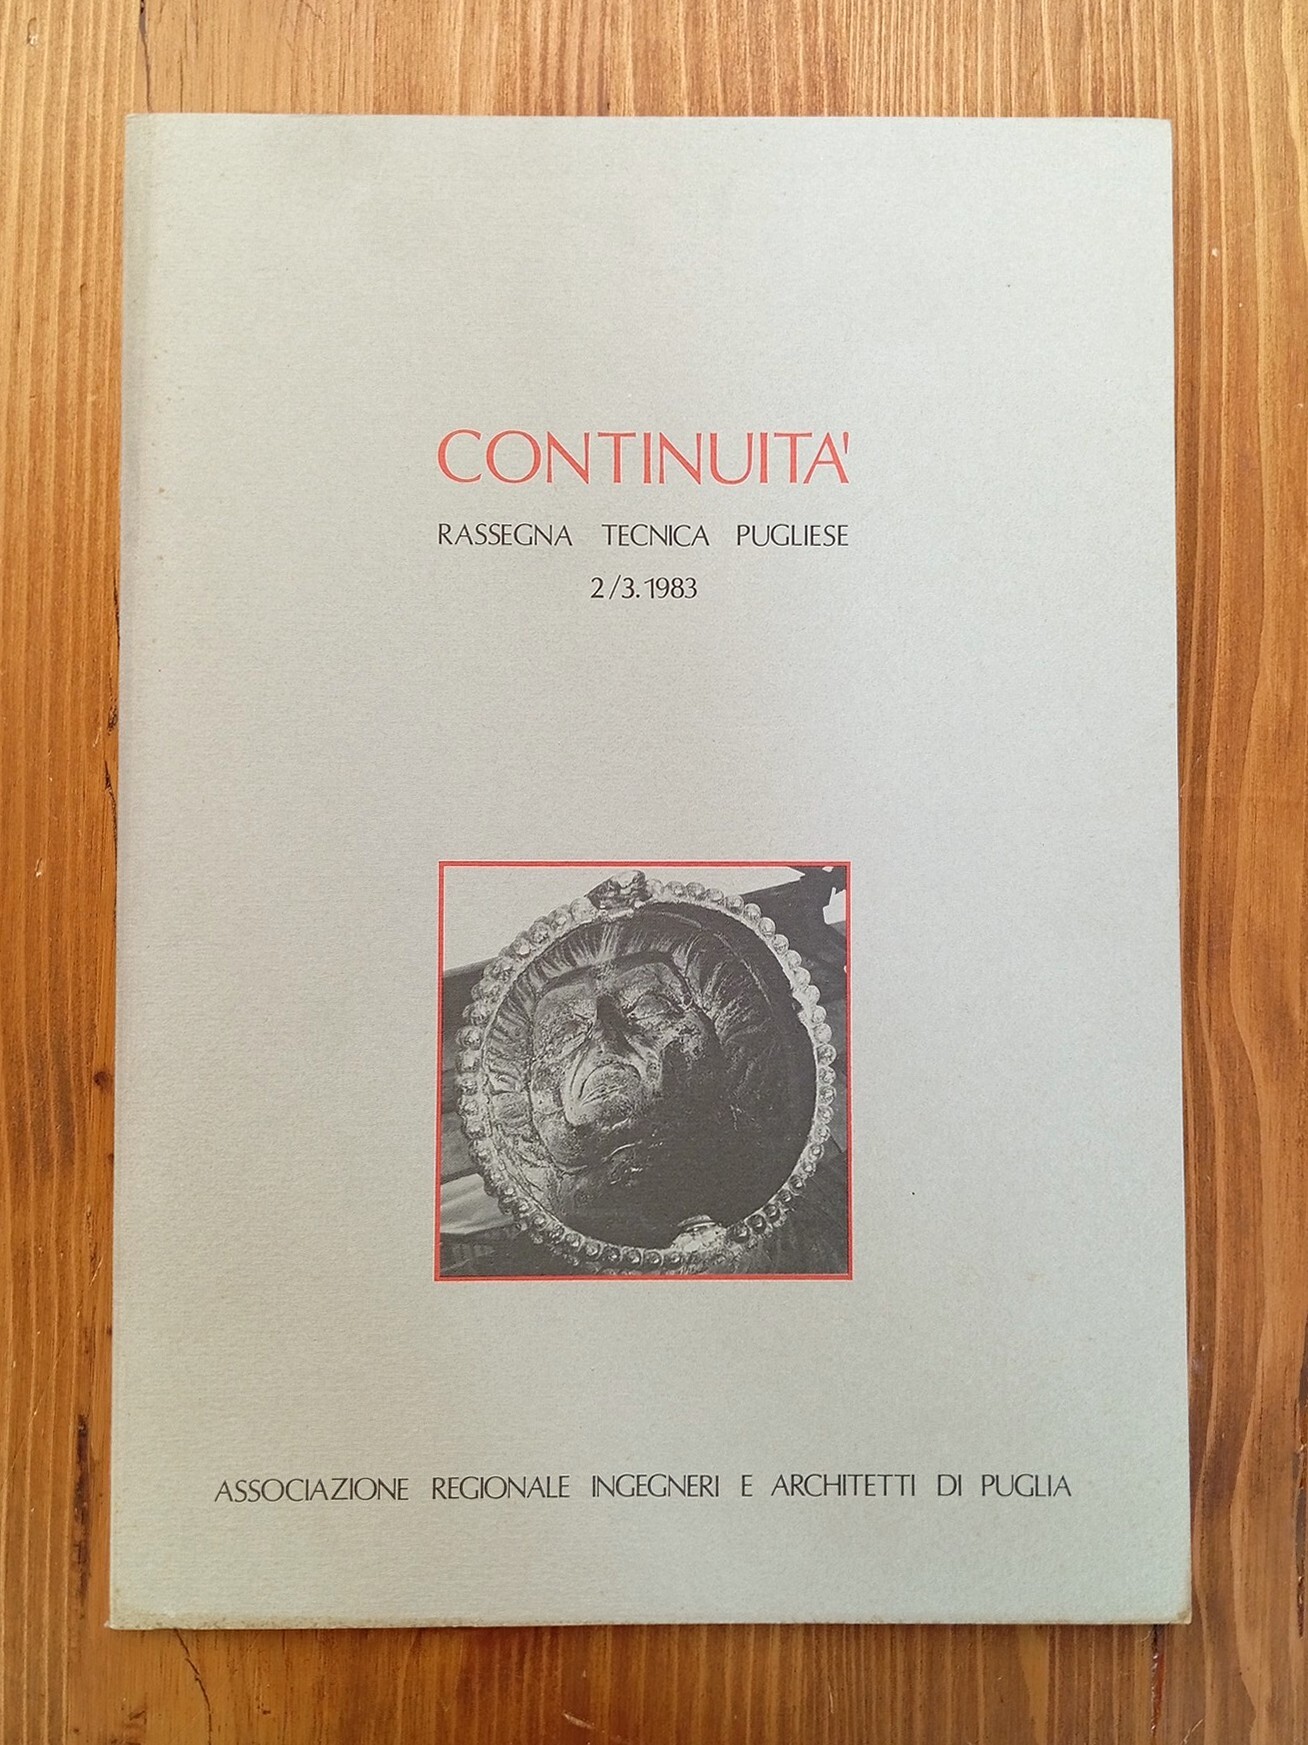 CONTINUITA'
RASSEGNA TECNICA PUGLIESE
2/3.1983
ASSOCIAZIONE REGIONALE INGEGNERI E ARCHITETTI DI PUGLIA